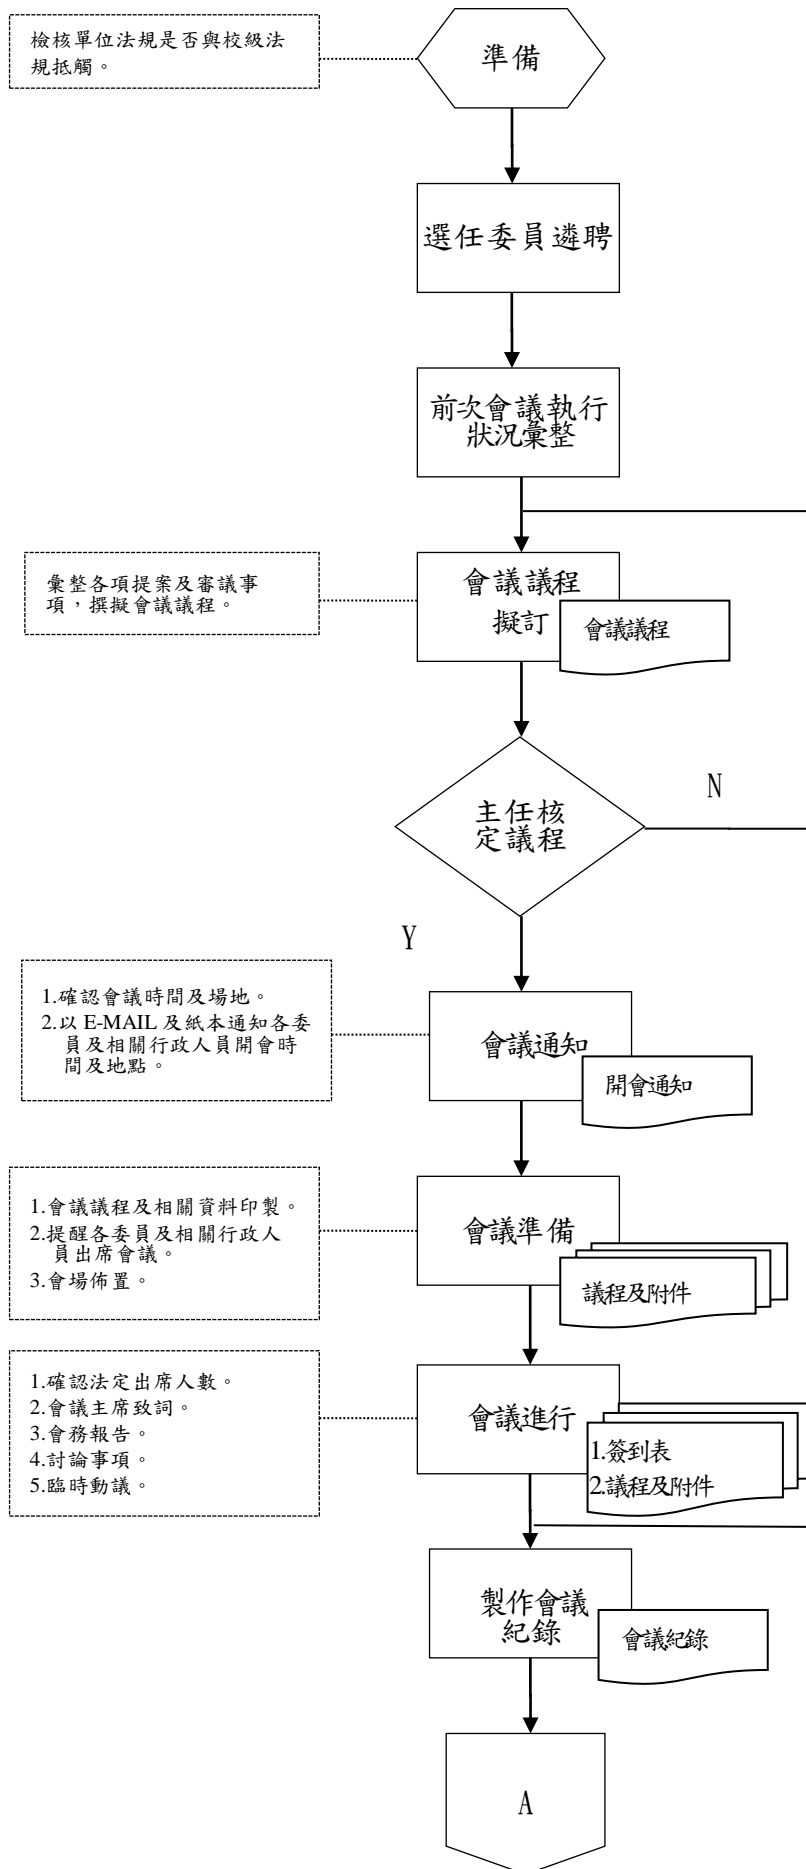 檢核單位法規是否與校級法
規抵觸。
準備
選任委員遴聘
前次會議執行
狀況彙整
彙整各項提案及審議事
項，撰擬會議議程。
會議議程
擬訂
會議議程
主任核
定議程
N
Y
1.確認會議時間及場地。
2.以 E-MAIL 及紙本通知各委
員及相關行政人員開會時
間及地點。
會議通知
開會通知
1.會議議程及相關資料印製。
2.提醒各委員及相關行政人
員出席會議。
3.會場佈置。
會議準備
議程及附件
1.確認法定出席人數。
2.會議主席致詞。
3.會務報告。
4.討論事項。
5.臨時動議。
會議進行
1.簽到表
2.議程及附件
製作會議
紀錄
會議紀錄
A